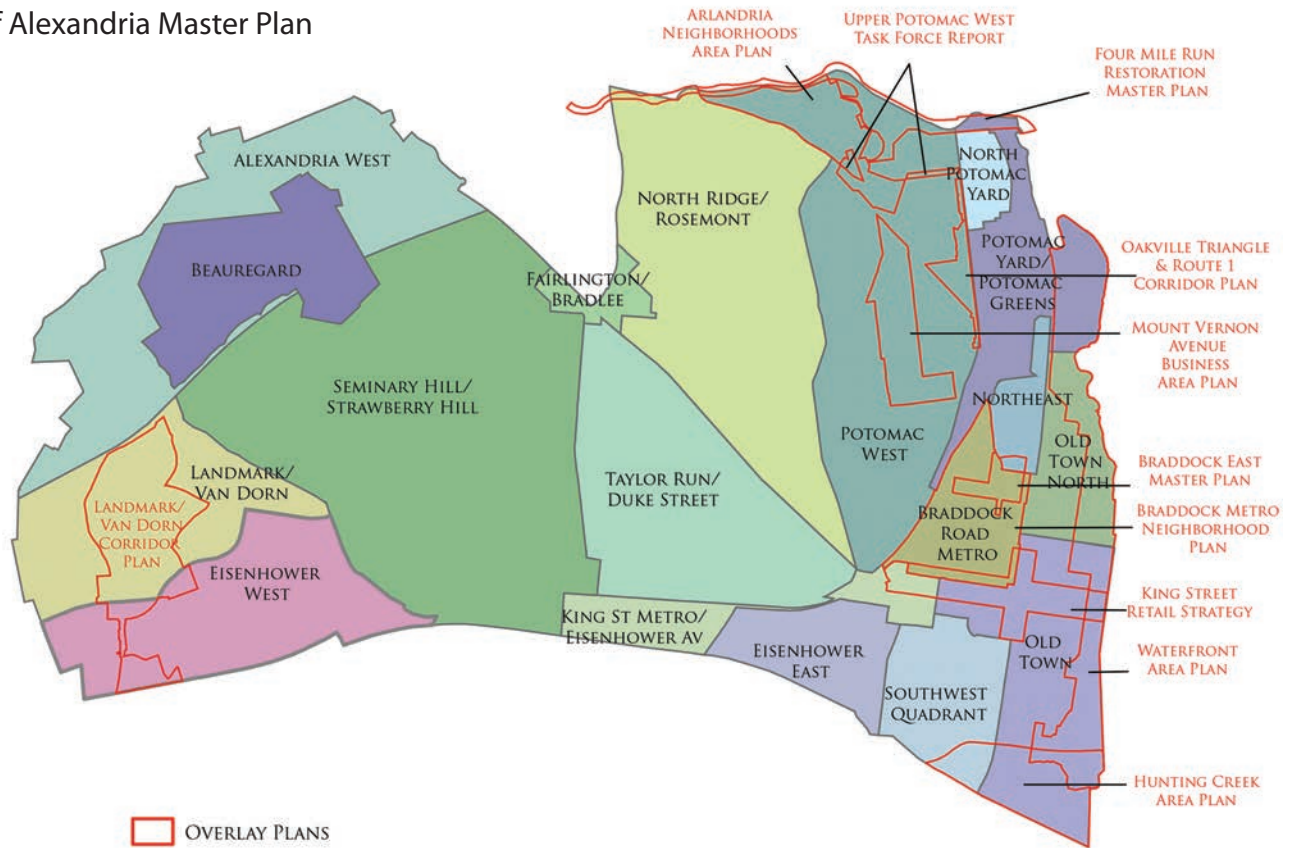 f Alexandria Master Plan
Arlandria
Neighborhoods
Area Plan
Upper Potomac West
Task Force Report
Four Mile Run
Restoration
Master Plan
Alexandria West
North
Potomac
Yard
North Ridge/
Rosemont
Beauregard
Fairlington/
Bradlee
Potomac
Yard/
Potomac
Greens
Oakville Triangle
& Route 1
Corridor Plan
Mount Vernon
Avenue
Business
Area Plan
Seminary Hill/
Strawberry Hill
Northeast
Potomac
West
Old
Town
North
Landmark/
Van Dorn
Taylor Run/
Duke Street
Braddock East
Master Plan
Landmark/
Van Dorn
Corridor
Plan
Braddock
Road
Metro
Braddock Metro
Neighborhood
Plan
Eisenhower
West
King St Metro/
Eisenhower Av
King Street
Retail Strategy
Eisenhower
East
Old
Town
Waterfront
Area Plan
Southwest
Quadrant
Hunting Creek
Area Plan
Overlay Plans